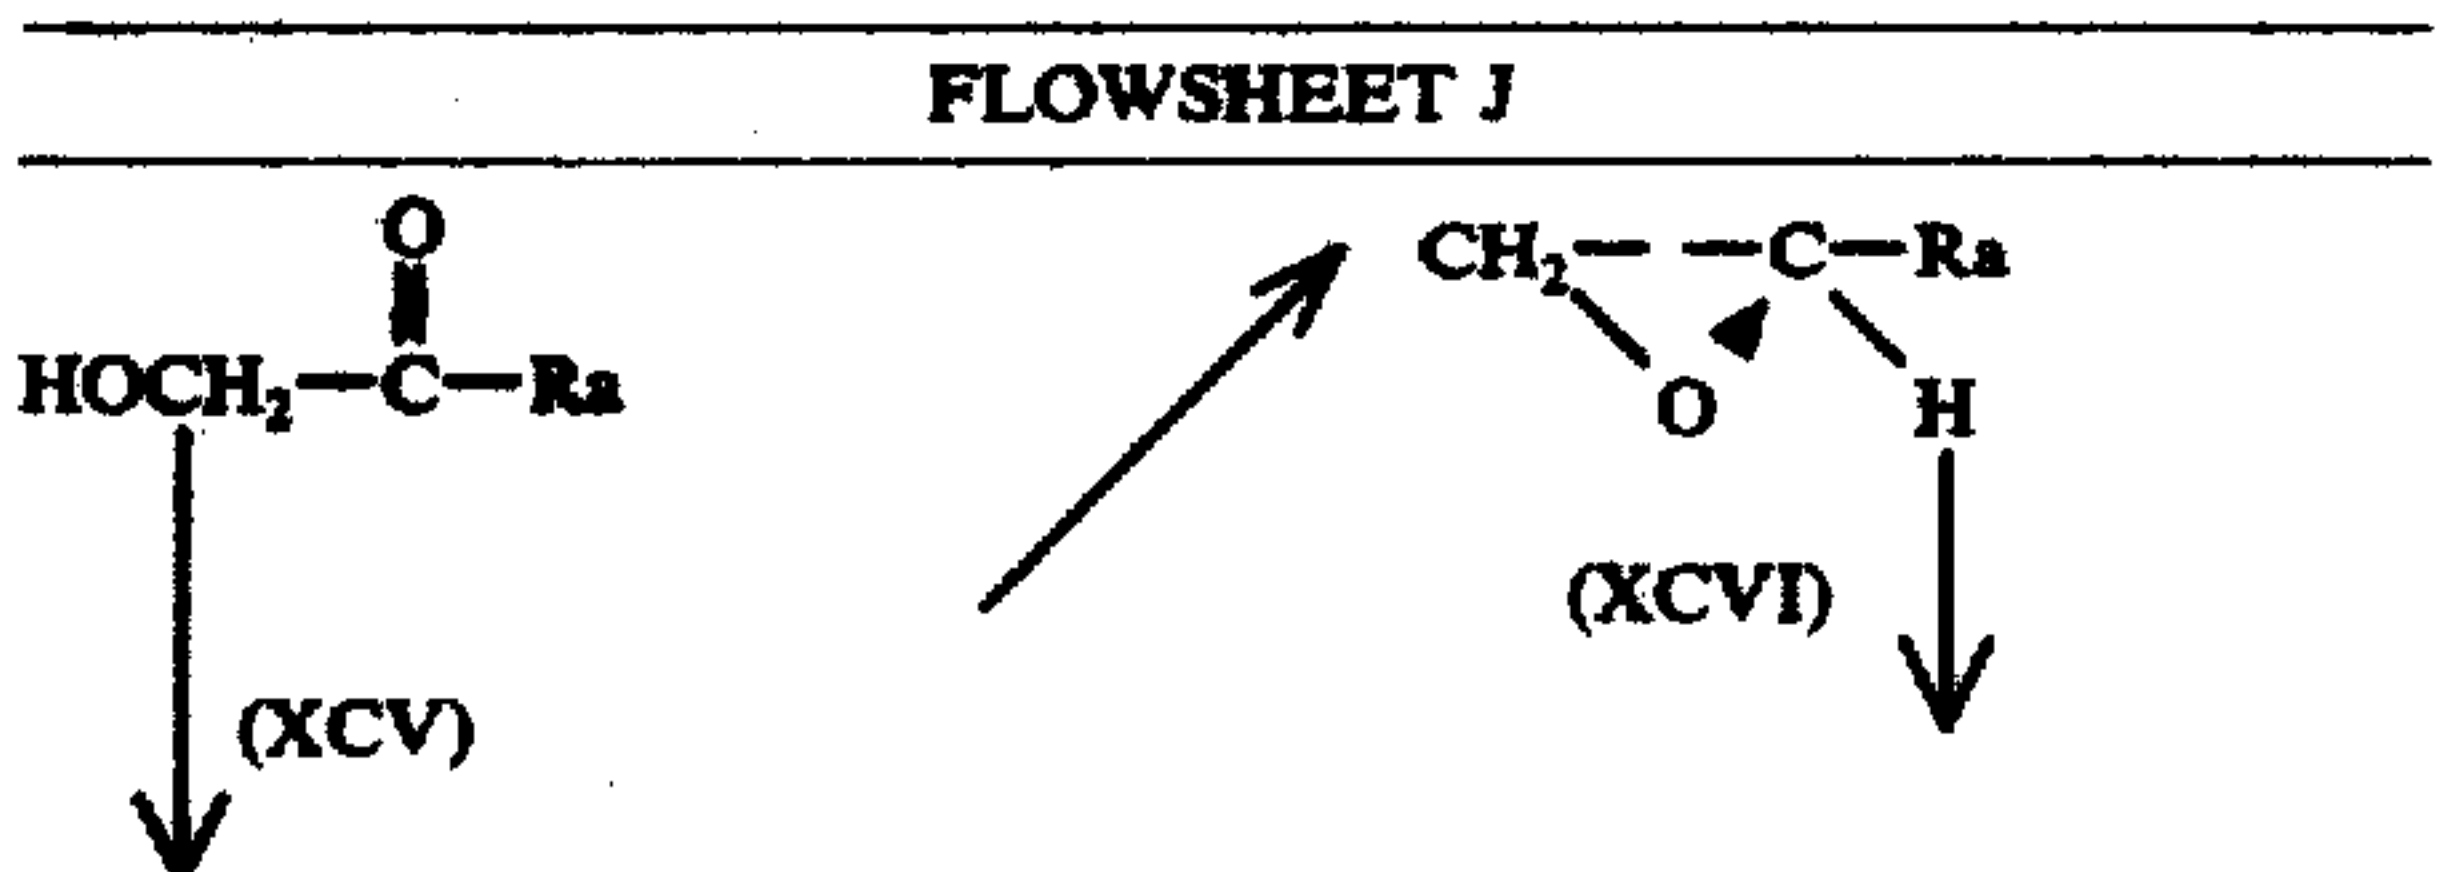 FLOWSHEET J
O
HOCH2—C—Ra
(XCV)
CH2— —C—Ra
O H
(XCVI)